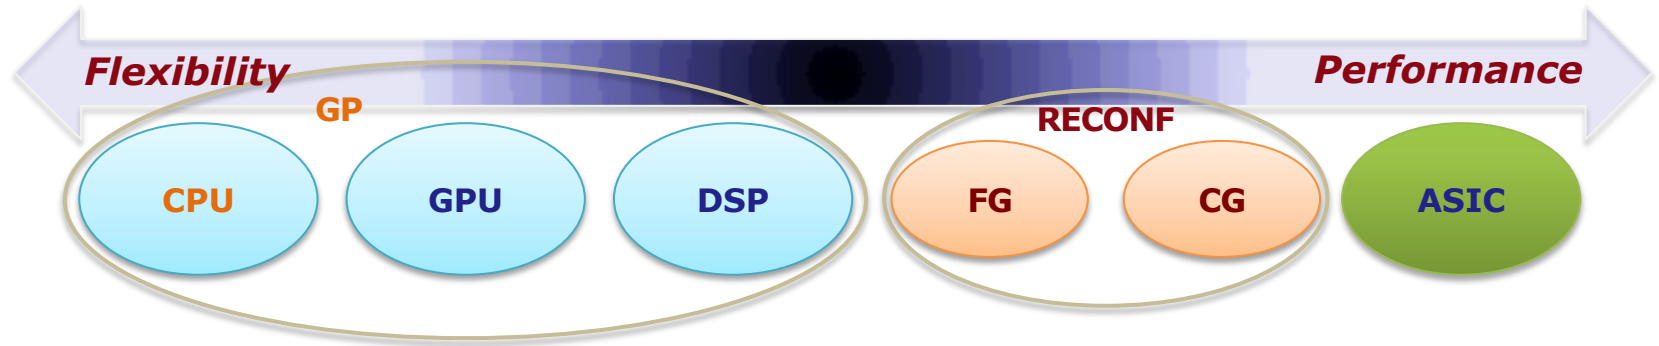 Flexibility
Performance
GP
RECONF
CPU
GPU
DSP
FG
CG
ASIC